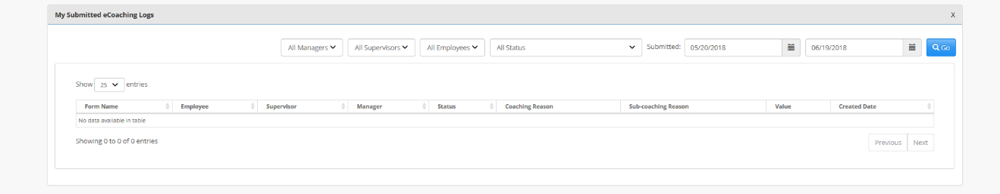 My Submitted eCoaching Logs X
All Managers All Supervisors All Employees All Status Submitted: 05/20/2018 06/19/2018 Go
Show 25 entries
Form Name Employee Supervisor Manager Status Coaching Reason Sub-coaching Reason Value Created Date
No data available in table
Showing 0 to 0 of 0 entries
Previous Next